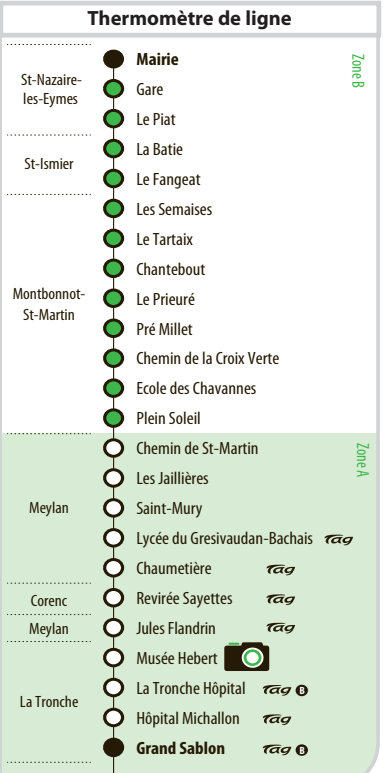 Thermomètre de ligne
Zone B
St-Nazaire-
les-Eymes
Mairie
Gare
Le Piat
St-Ismier
La Batie
Le Fangeat
Montbonnot-
St-Martin
Les Semaises
Le Tartaix
Chantebout
Le Prieuré
Pré Millet
Chemin de la Croix Verte
Ecole des Chavannes
Plein Soleil
Zone A
Meylan
Chemin de St-Martin
Les Jaillières
Saint-Mury
Lycée du Gresivaudan-Bachais tag
Chaumetière tag
Corenc
Revirée Sayettes tag
Meylan
Jules Flandrin tag
La Tronche
Musée Hebert
La Tronche Hôpital tag B
Hôpital Michallon tag
Grand Sablon tag B